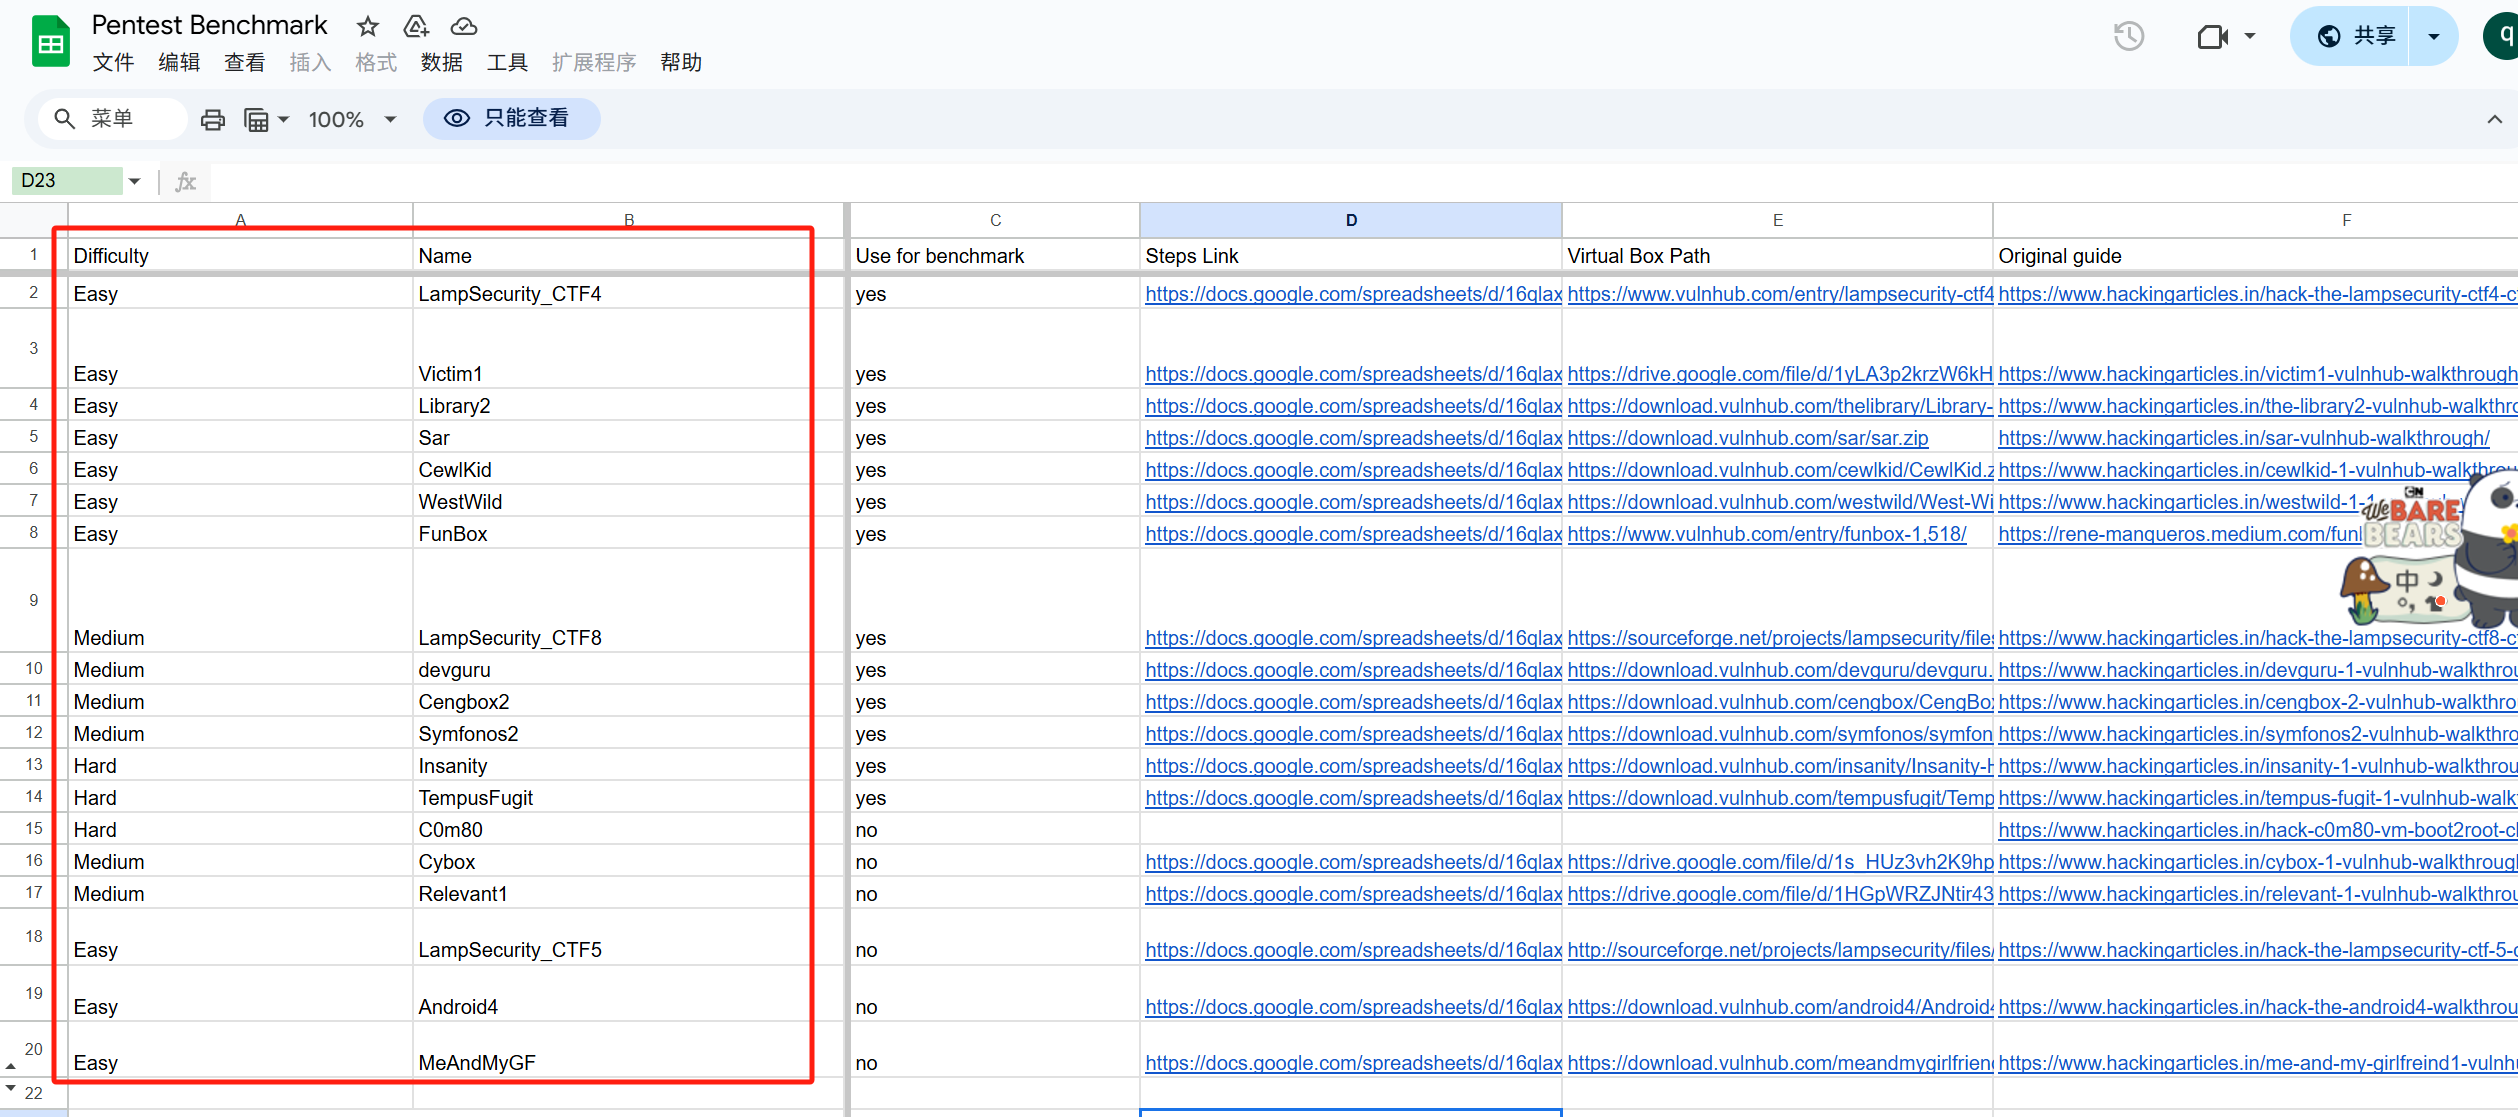 Pentest Benchmark
文件 编辑 查看 插入 格式 数据 工具 扩展程序 帮助
共享
q
菜单 100% 只能查看
D23 fx
A B C D E F
1 Difficulty Name Use for benchmark Steps Link Virtual Box Path Original guide
2 Easy LampSecurity_CTF4 yes https://docs.google.com/spreadsheets/d/16qlax https://www.vulnhub.com/entry/lampsecurity-ctf4 https://www.hackingarticles.in/hack-the-lampsecurity-ctf4-c
3 Easy Victim1 yes https://docs.google.com/spreadsheets/d/16qlax https://drive.google.com/file/d/1yLA3p2krzW6kH https://www.hackingarticles.in/victim1-vulnhub-walkthrough
4 Easy Library2 yes https://docs.google.com/spreadsheets/d/16qlax https://download.vulnhub.com/thelibrary/Library- https://www.hackingarticles.in/the-library2-vulnhub-walkthro
5 Easy Sar yes https://docs.google.com/spreadsheets/d/16qlax https://download.vulnhub.com/sar/sar.zip https://www.hackingarticles.in/sar-vulnhub-walkthrough/
6 Easy CewlKid yes https://docs.google.com/spreadsheets/d/16qlax https://download.vulnhub.com/cewlkid/CewlKid.z https://www.hackingarticles.in/cewlkid-1-vulnhub-walkthrou
7 Easy WestWild yes https://docs.google.com/spreadsheets/d/16qlax https://download.vulnhub.com/westwild/West-Wi https://www.hackingarticles.in/westwild-1-1
8 Easy FunBox yes https://docs.google.com/spreadsheets/d/16qlax https://www.vulnhub.com/entry/funbox-1,518/ https://rene-manqueros.medium.com/funl
CN
We BARE
BEARS
中
9 Medium LampSecurity_CTF8 yes https://docs.google.com/spreadsheets/d/16qlax https://sourceforge.net/projects/lampsecurity/files https://www.hackingarticles.in/hack-the-lampsecurity-ctf8-c
10 Medium devguru yes https://docs.google.com/spreadsheets/d/16qlax https://download.vulnhub.com/devguru/devguru. https://www.hackingarticles.in/devguru-1-vulnhub-walkthrou
11 Medium Cengbox2 yes https://docs.google.com/spreadsheets/d/16qlax https://download.vulnhub.com/cengbox/CengBox https://www.hackingarticles.in/cengbox-2-vulnhub-walkthro
12 Medium Symfonos2 yes https://docs.google.com/spreadsheets/d/16qlax https://download.vulnhub.com/symfonos/symfon https://www.hackingarticles.in/symfonos2-vulnhub-walkthro
13 Hard Insanity yes https://docs.google.com/spreadsheets/d/16qlax https://download.vulnhub.com/insanity/Insanity-H https://www.hackingarticles.in/insanity-1-vulnhub-walkthrou
14 Hard TempusFugit yes https://docs.google.com/spreadsheets/d/16qlax https://download.vulnhub.com/tempusfugit/Temp https://www.hackingarticles.in/tempus-fugit-1-vulnhub-walk
15 Hard C0m80 no https://www.hackingarticles.in/hack-c0m80-vm-boot2root-cl
16 Medium Cybox no https://docs.google.com/spreadsheets/d/16qlax https://drive.google.com/file/d/1s_HUz3vh2K9hp https://www.hackingarticles.in/cybox-1-vulnhub-walkthroug
17 Medium Relevant1 no https://docs.google.com/spreadsheets/d/16qlax https://drive.google.com/file/d/1HGpWRZJNtir43 https://www.hackingarticles.in/relevant-1-vulnhub-walkthrou
18 Easy LampSecurity_CTF5 no https://docs.google.com/spreadsheets/d/16qlax http://sourceforge.net/projects/lampsecurity/files/ https://www.hackingarticles.in/hack-the-lampsecurity-ctf-5-c
19 Easy Android4 no https://docs.google.com/spreadsheets/d/16qlax https://download.vulnhub.com/android4/Android4 https://www.hackingarticles.in/hack-the-android4-walkthrou
20 Easy MeAndMyGF no https://docs.google.com/spreadsheets/d/16qlax https://download.vulnhub.com/meandmygirlfrien https://www.hackingarticles.in/me-and-my-girlfreind1-vulnh
22